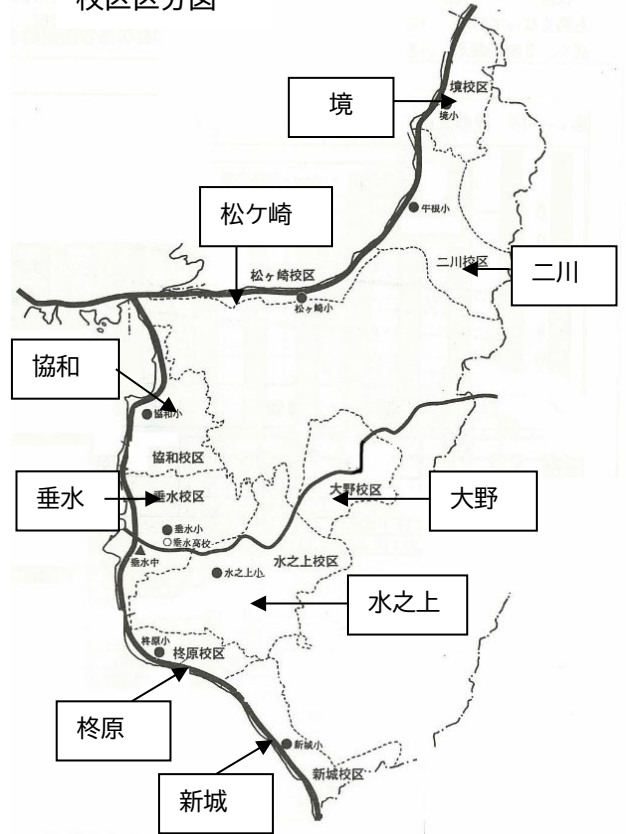 校区区分図
境
境校区
境小
松ケ崎
牛根小
二川校区
二川
松ヶ崎校区
松ヶ崎小
協和
協和小
協和校区
垂水
垂水校区
大野校区
大野
垂水小
垂水高校
垂水中
水之上校区
水之上小
水之上
柊原小
柊原校区
柊原
新城小
新城校区
新城